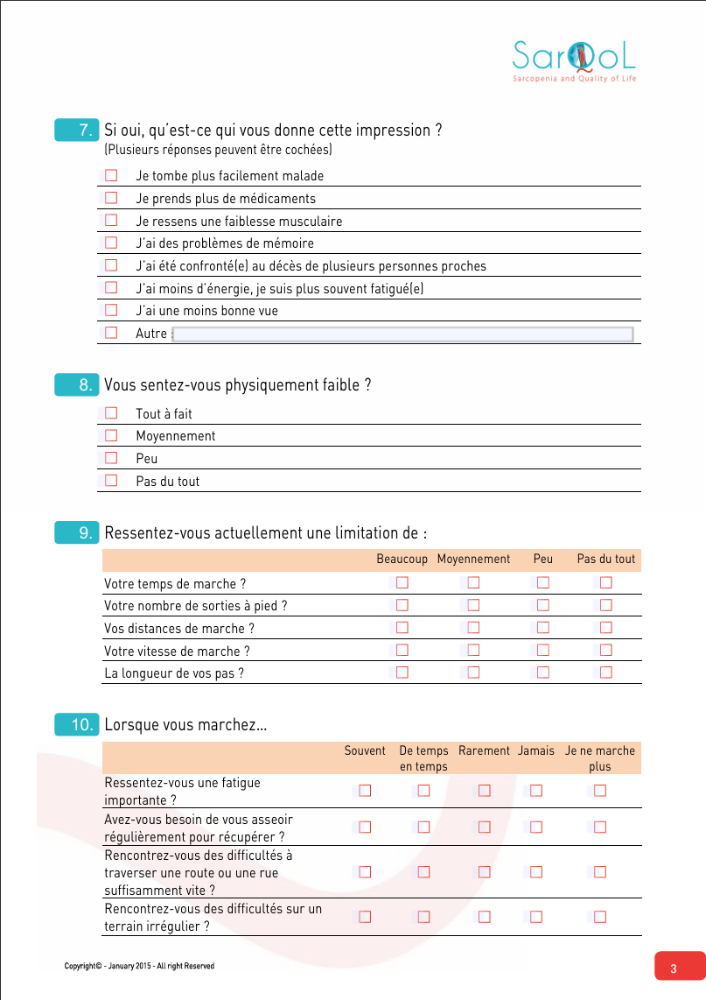 SarQoL
Sarcopenia and Quality of Life
7. Si oui, qu’est-ce qui vous donne cette impression ?
(Plusieurs réponses peuvent être cochées)
Je tombe plus facilement malade
Je prends plus de médicaments
Je ressens une faiblesse musculaire
J’ai des problèmes de mémoire
J’ai été confronté(e) au décès de plusieurs personnes proches
J’ai moins d’énergie, je suis plus souvent fatigué(e)
J’ai une moins bonne vue
Autre :
8. Vous sentez-vous physiquement faible ?
Tout à fait
Moyennement
Peu
Pas du tout
9. Ressentez-vous actuellement une limitation de :
Beaucoup Moyennement Peu Pas du tout
Votre temps de marche ?
Votre nombre de sorties à pied ?
Vos distances de marche ?
Votre vitesse de marche ?
La longueur de vos pas ?
10. Lorsque vous marchez...
Souvent De temps Rarement Jamais Je ne marche
en temps plus
Ressentez-vous une fatigue
importante ?
Avez-vous besoin de vous asseoir
régulièrement pour récupérer ?
Rencontrez-vous des difficultés à
traverser une route ou une rue
suffisamment vite ?
Rencontrez-vous des difficultés sur un
terrain irrégulier ?
Copyright© - January 2015 - All right Reserved
3